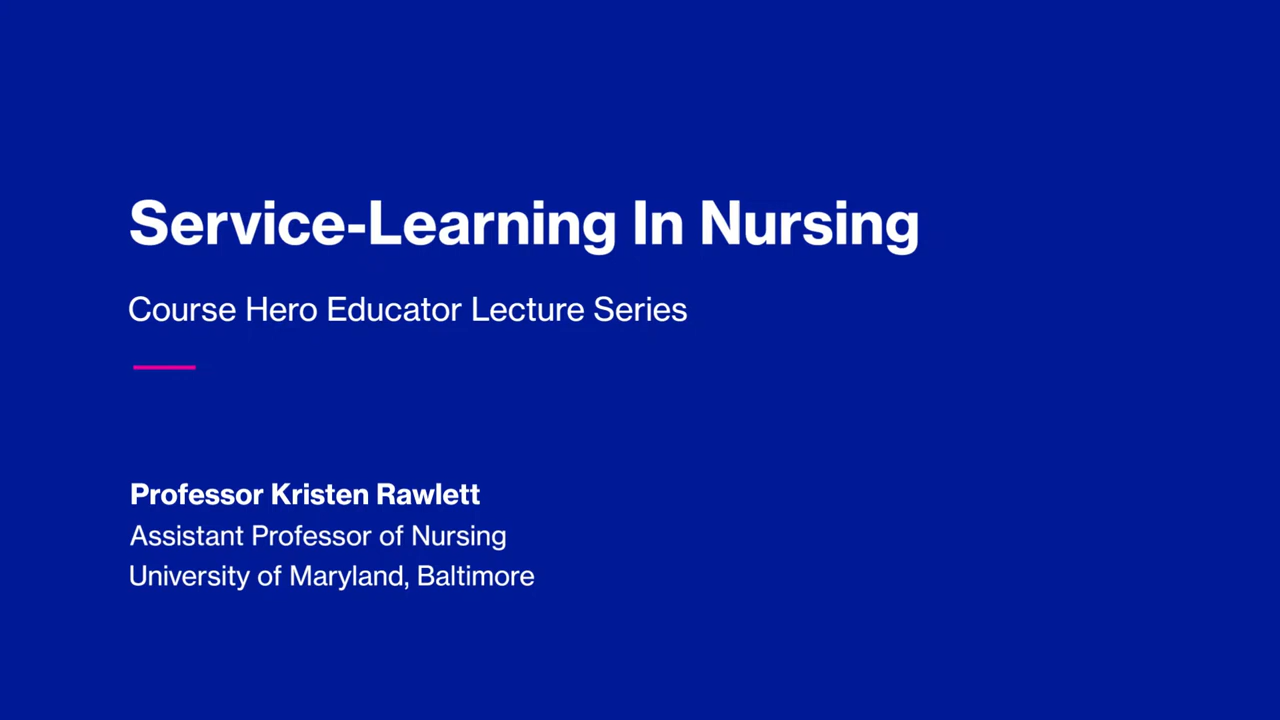 Service-Learning In Nursing
Course Hero Educator Lecture Series
Professor Kristen Rawlett
Assistant Professor of Nursing
University of Maryland, Baltimore